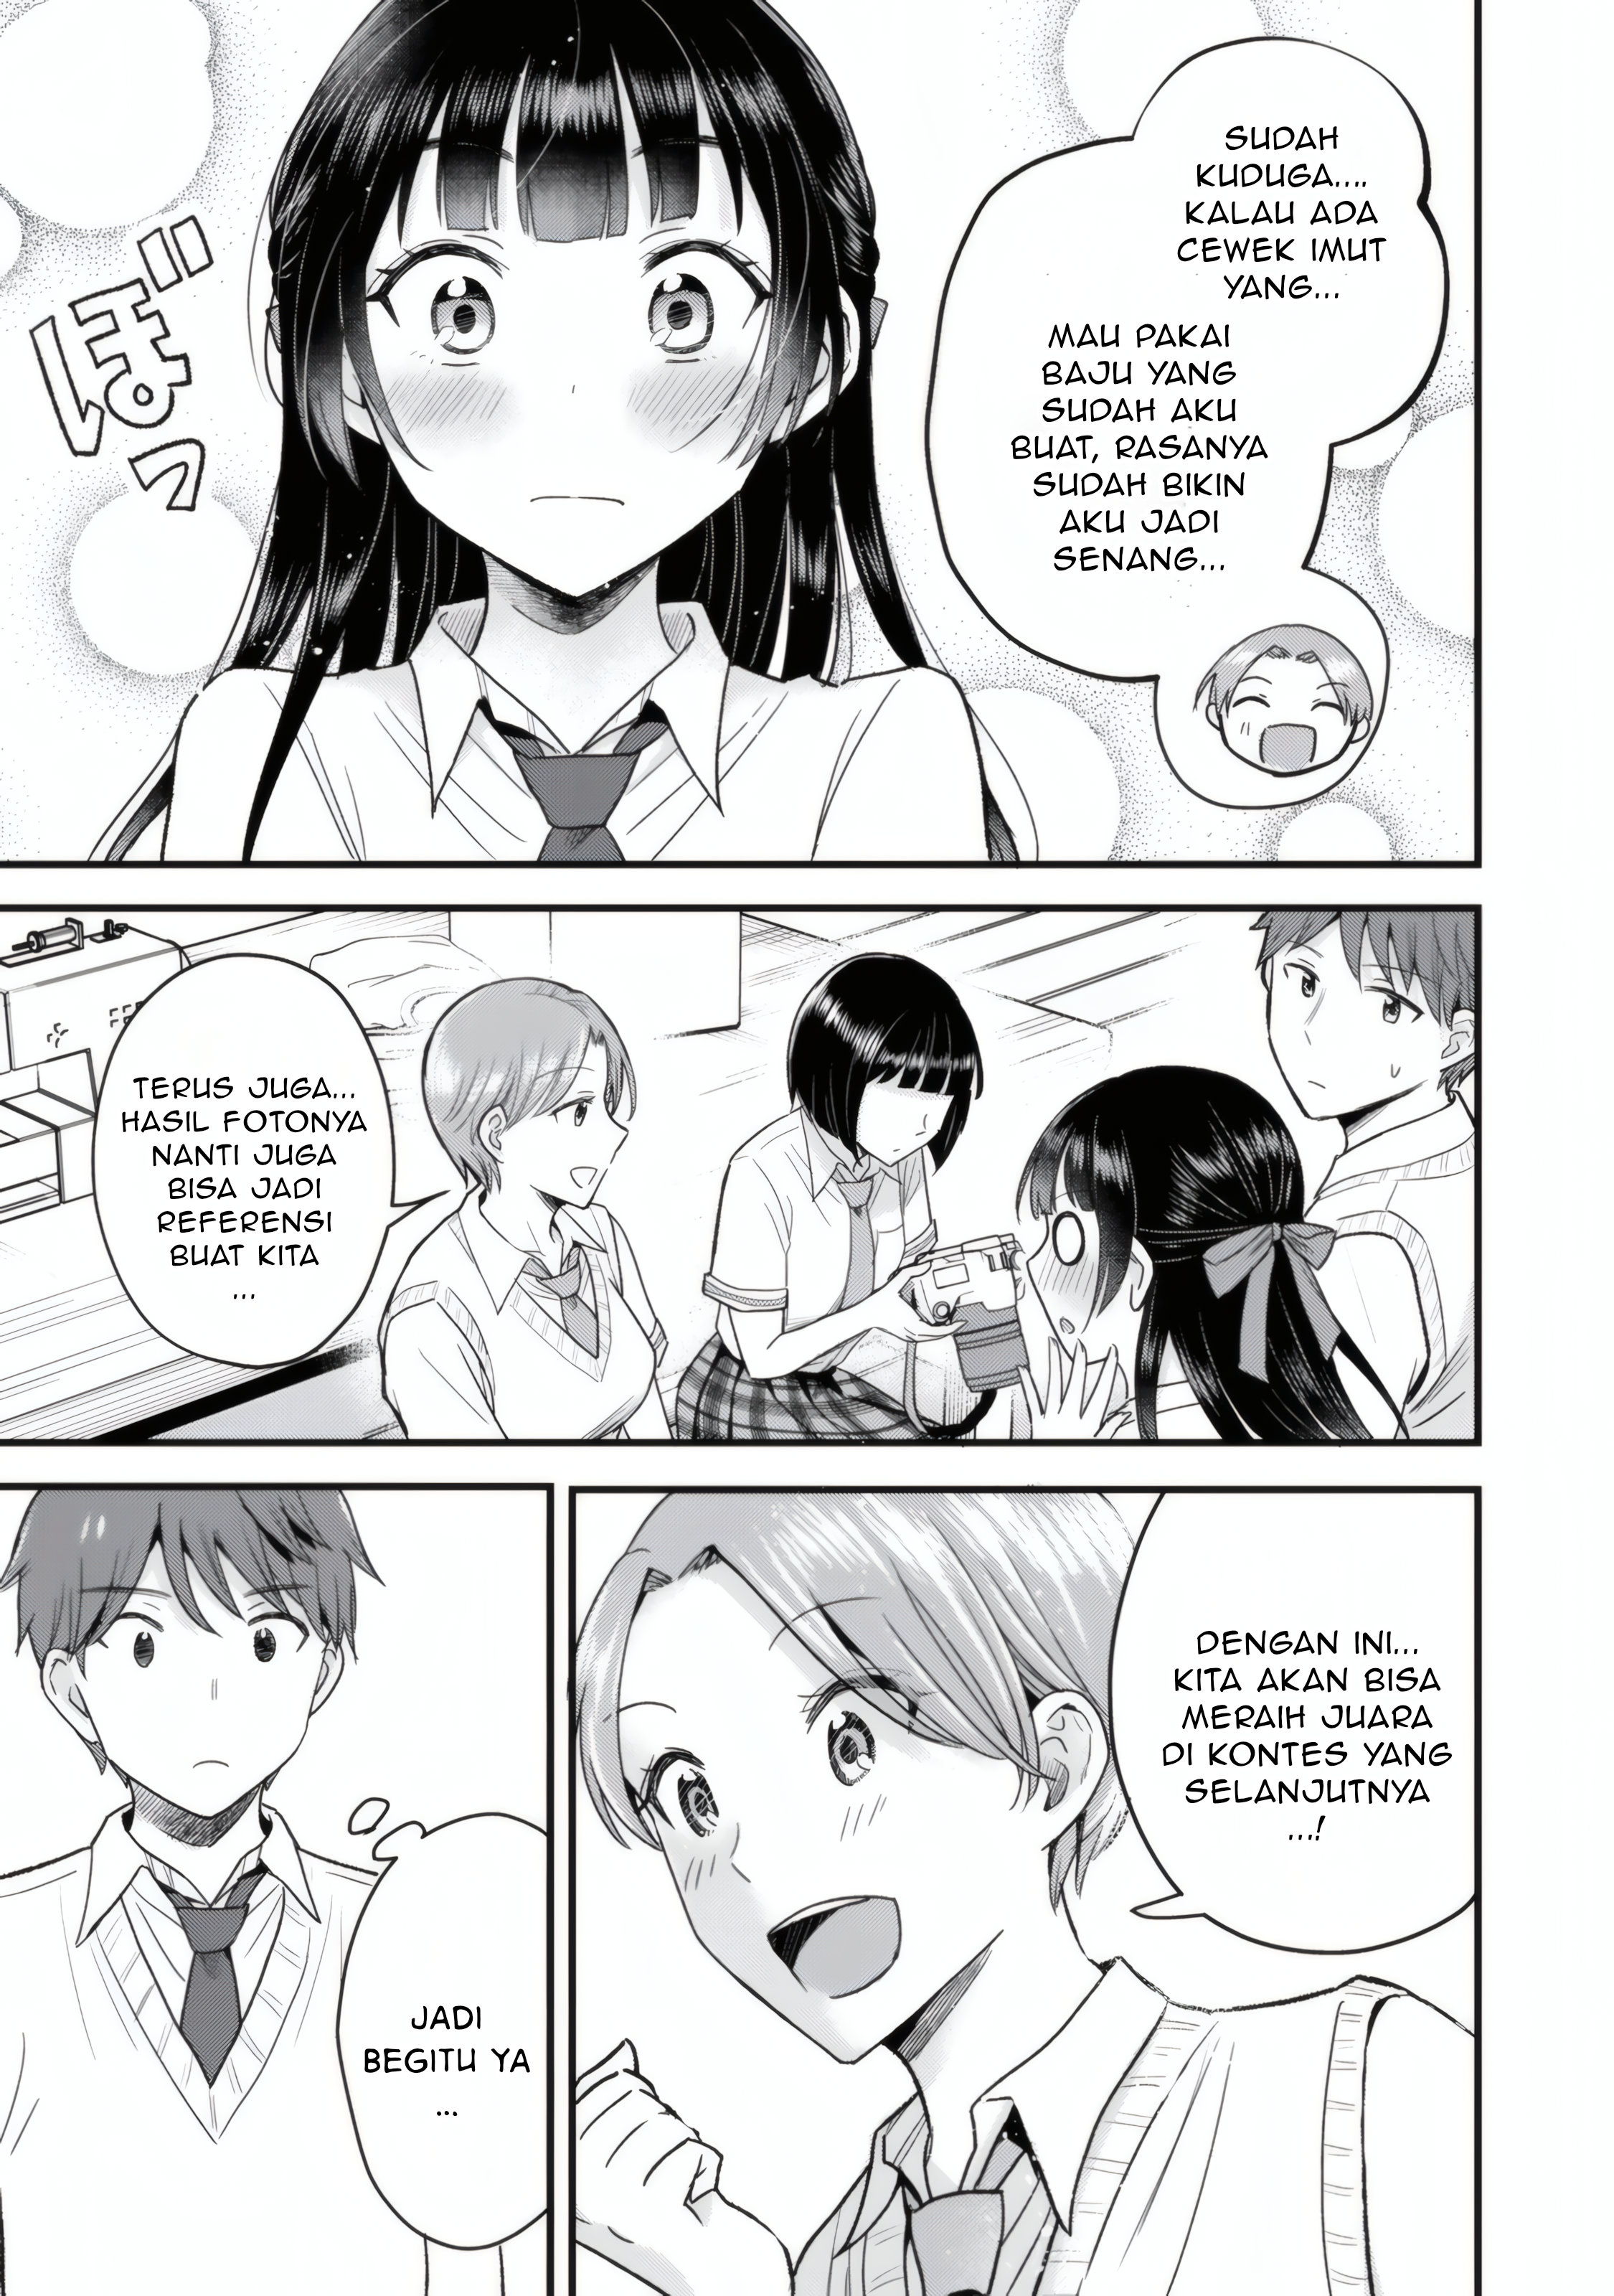 SUDAH
KUDUGA....
KALAU ADA
CEWEK IMUT
YANG...
MAU PAKAI
BAJU YANG
SUDAH AKU
BUAT, RASANYA
SUDAH BIKIN
AKU JADI
SENANG...
ぼっ
TERUS JUGA...
HASIL FOTONYA
NANTI JUGA
BISA JADI
REFERENSI
BUAT KITA
...
DENGAN INI...
KITA AKAN BISA
MERAIH JUARA
DI KONTES YANG
SELANJUTNYA
...!
JADI
BEGITU YA
...